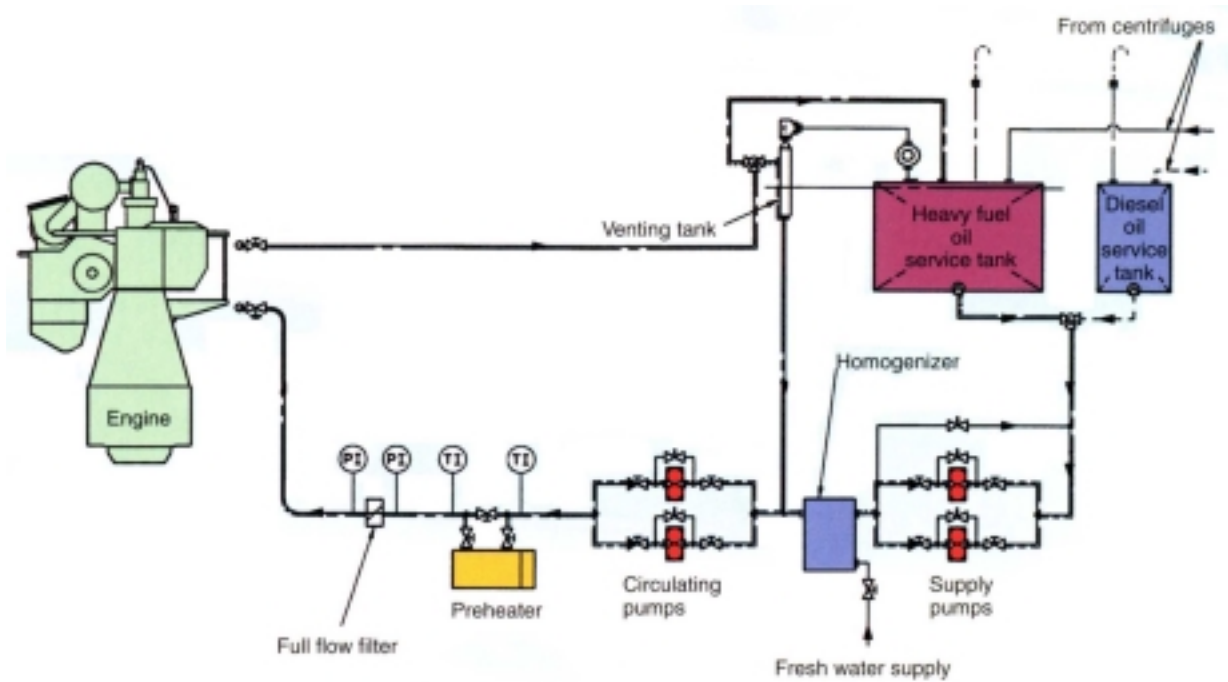 From centrifuges
Venting tank
Heavy fuel
oil
service tank
Diesel
oil
service
tank
Homogenizer
Engine
PI
PI
TI
TI
Circulating
pumps
Supply
pumps
Preheater
Full flow filter
Fresh water supply